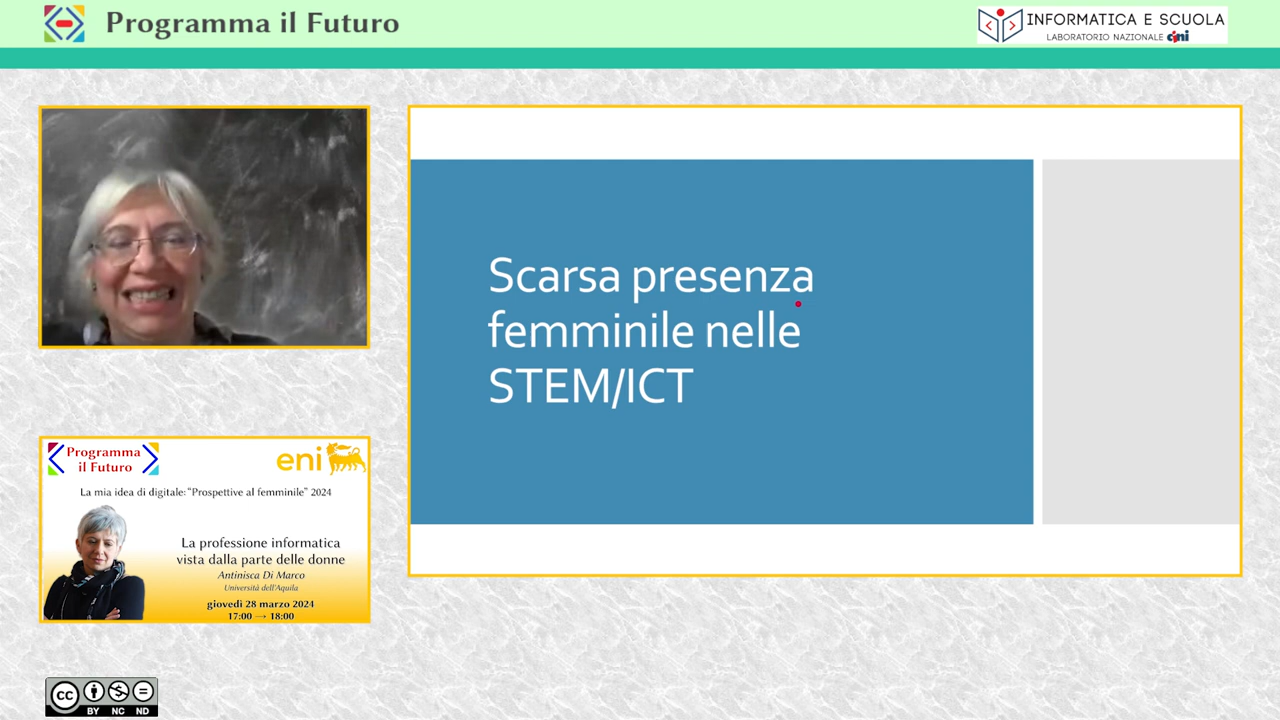 Programma il Futuro
INFORMATICA E SCUOLA
LABORATORIO NAZIONALE cini
Scarsa presenza
femminile nelle
STEM/ICT
Programma
il Futuro
eni
La mia idea di digitale: "Prospettive al femminile" 2024
La professione informatica
vista dalla parte delle donne
Antinisca Di Marco
Università dell'Aquila
giovedì 28 marzo 2024
17:00 → 18:00
cc
BY NC ND